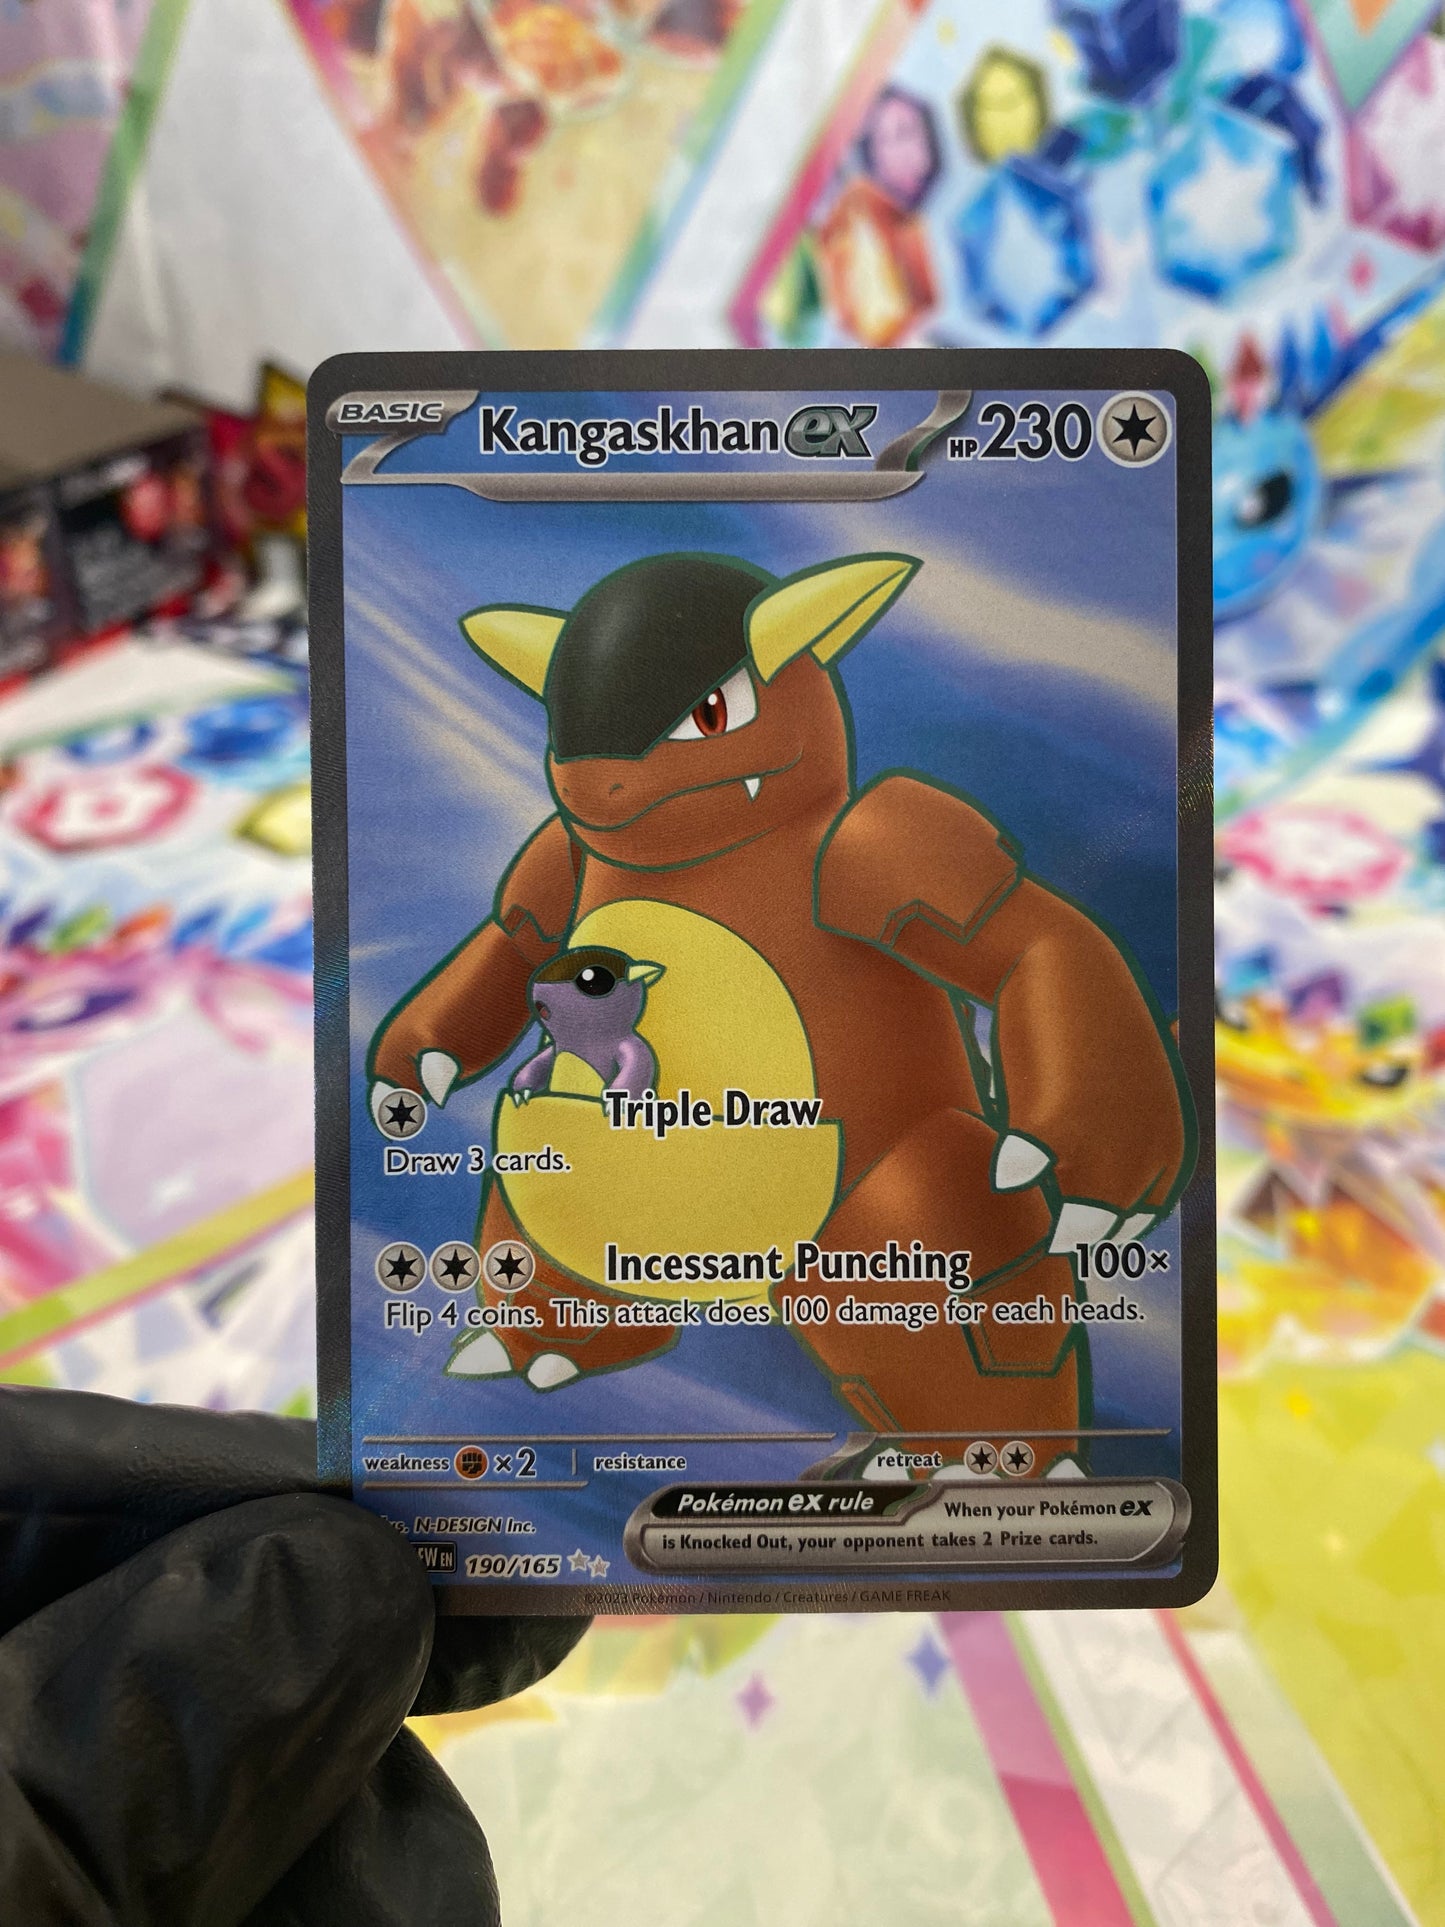 BASIC
Kangaskhan ex HP 230
Triple Draw
Draw 3 cards.
Incessant Punching 100×
Flip 4 coins. This attack does 100 damage for each heads.
weakness ×2 resistance retreat
Pokémon ex rule When your Pokémon ex
is Knocked Out, your opponent takes 2 Prize cards.
N-DESIGN Inc.
EN 190/165
©2023 Pokémon / Nintendo / Creatures / GAME FREAK